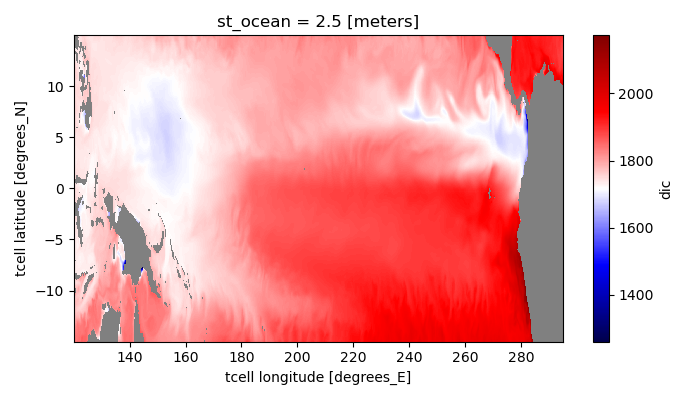 st_ocean = 2.5 [meters]
tcell latitude [degrees_N]
10
5
0
−5
−10
140 160 180 200 220 240 260 280
tcell longitude [degrees_E]
2000
1800
1600
1400
dic